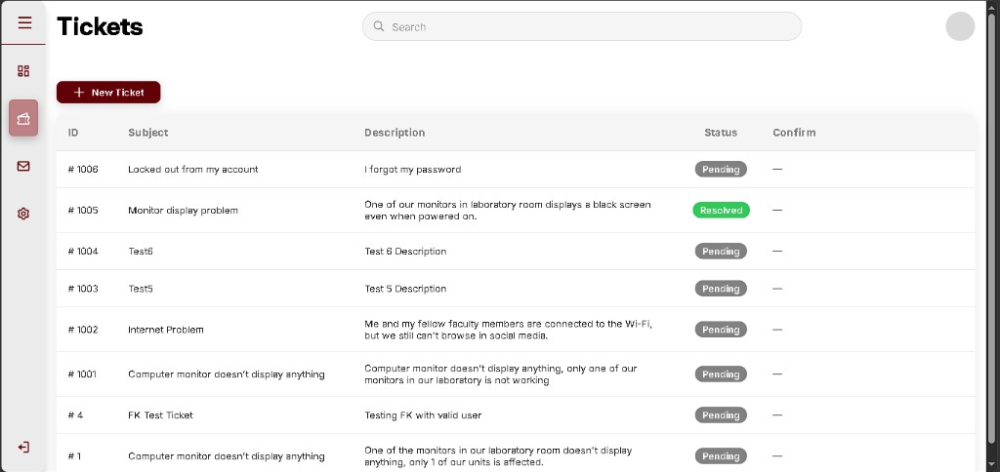 Tickets
Search
New Ticket
ID Subject Description Status Confirm
# 1006 Locked out from my account I forgot my password Pending —
# 1005 Monitor display problem One of our monitors in laboratory room displays a black screen
even when powered on. Resolved —
# 1004 Test6 Test 6 Description Pending —
# 1003 Test5 Test 5 Description Pending —
# 1002 Internet Problem Me and my fellow faculty members are connected to the Wi-Fi,
but we still can't browse in social media. Pending —
# 1001 Computer monitor doesn't display anything Computer monitor doesn't display anything, only one of our
monitors in our laboratory is not working Pending —
# 4 FK Test Ticket Testing FK with valid user Pending —
# 1 Computer monitor doesn't display anything One of the monitors in our laboratory room doesn't display
anything, only 1 of our units is affected. Pending —